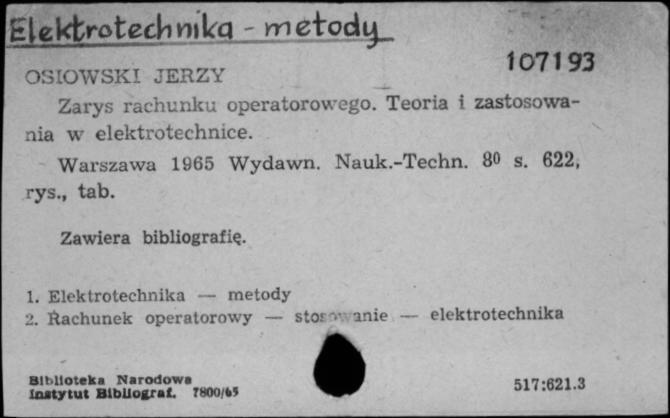 Elektrotechnika - metody
107193
OSIOWSKI JERZY
Zarys rachunku operatorowego. Teoria i zastosowa-
nia w elektrotechnice.
Warszawa 1965 Wydawn. Nauk.-Techn. 8⁰ s. 622,
rys., tab.
Zawiera bibliografię.
1. Elektrotechnika — metody
2. Rachunek operatorowy — stosowanie — elektrotechnika
Biblioteka Narodowa
Instytut Bibliograf. 7800/65
517:621.3